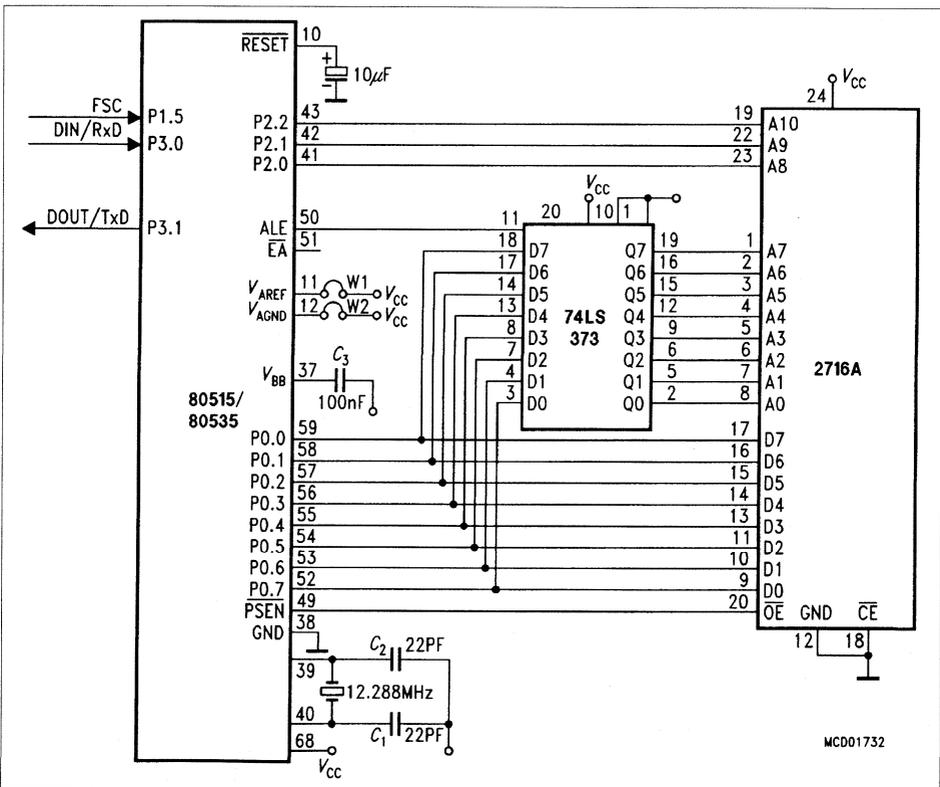 RESET 10
+
10μF
−
FSC P1.5
DIN/RxD P3.0
DOUT/TxD P3.1
P2.2 43
P2.1 42
P2.0 41
ALE 50
EA 51
VAREF 11 W1 VCC
VAGND 12 W2 VCC
VBB 37 C3
100nF
80515/
80535
P0.0 59
P0.1 58
P0.2 57
P0.3 56
P0.4 55
P0.5 54
P0.6 53
P0.7 52
PSEN 49
GND 38
39 C2 22PF
12.288MHz
40 C1 22PF
68 VCC
VCC
20 10 1
11
18 D7 Q7 19
17 D6 Q6 16
14 D5 Q5 15
13 D4 Q4 12
8 D3 Q3 9
7 D2 Q2 6
4 D1 Q1 5
3 D0 Q0 2
74LS
373
VCC
24
19 A10
22 A9
23 A8
1 A7
2 A6
3 A5
4 A4
5 A3
6 A2
7 A1
8 A0
2716A
17 D7
16 D6
15 D5
14 D4
13 D3
11 D2
10 D1
9 D0
20 OE GND CE
12 18
MCD01732